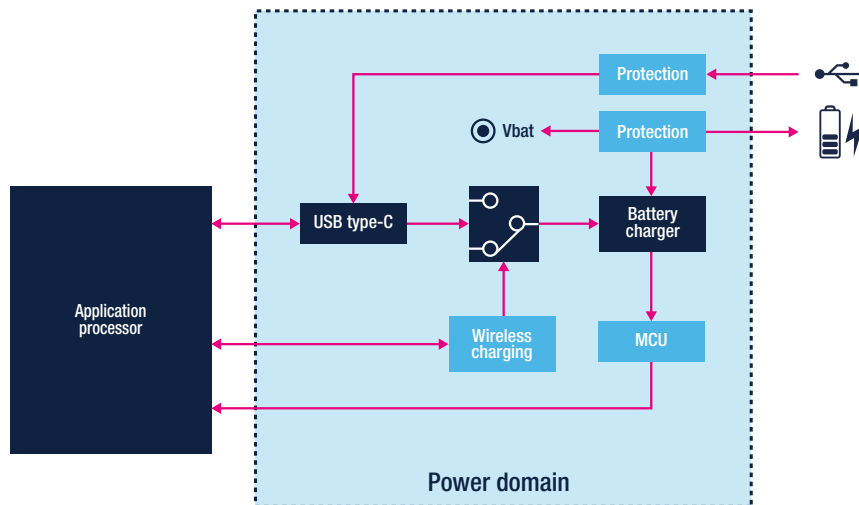 Protection
Vbat
Protection
USB type-C
Battery
charger
Application
processor
Wireless
charging
MCU
Power domain